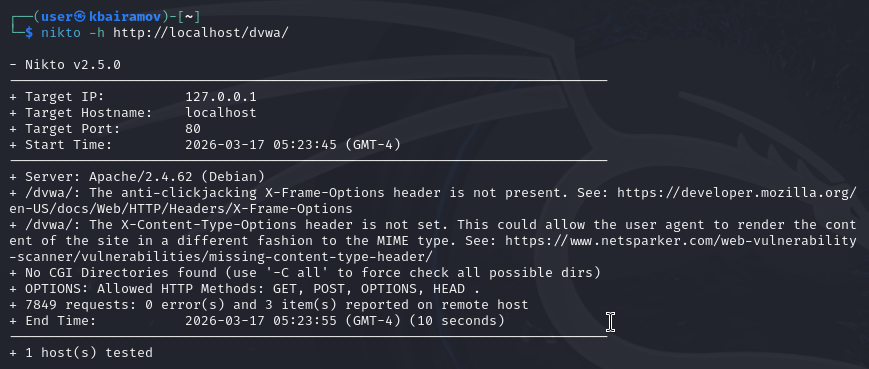 ┌──(user㉿kbairamov)-[~]
└─$ nikto -h http://localhost/dvwa/
- Nikto v2.5.0
+ Target IP:          127.0.0.1
+ Target Hostname:    localhost
+ Target Port:        80
+ Start Time:         2026-03-17 05:23:45 (GMT-4)
+ Server: Apache/2.4.62 (Debian)
+ /dvwa/: The anti-clickjacking X-Frame-Options header is not present. See: https://developer.mozilla.org/
en-US/docs/Web/HTTP/Headers/X-Frame-Options
+ /dvwa/: The X-Content-Type-Options header is not set. This could allow the user agent to render the cont
ent of the site in a different fashion to the MIME type. See: https://www.netsparker.com/web-vulnerability
-scanner/vulnerabilities/missing-content-type-header/
+ No CGI Directories found (use '-C all' to force check all possible dirs)
+ OPTIONS: Allowed HTTP Methods: GET, POST, OPTIONS, HEAD .
+ 7849 requests: 0 error(s) and 3 item(s) reported on remote host
+ End Time:           2026-03-17 05:23:55 (GMT-4) (10 seconds)
+ 1 host(s) tested